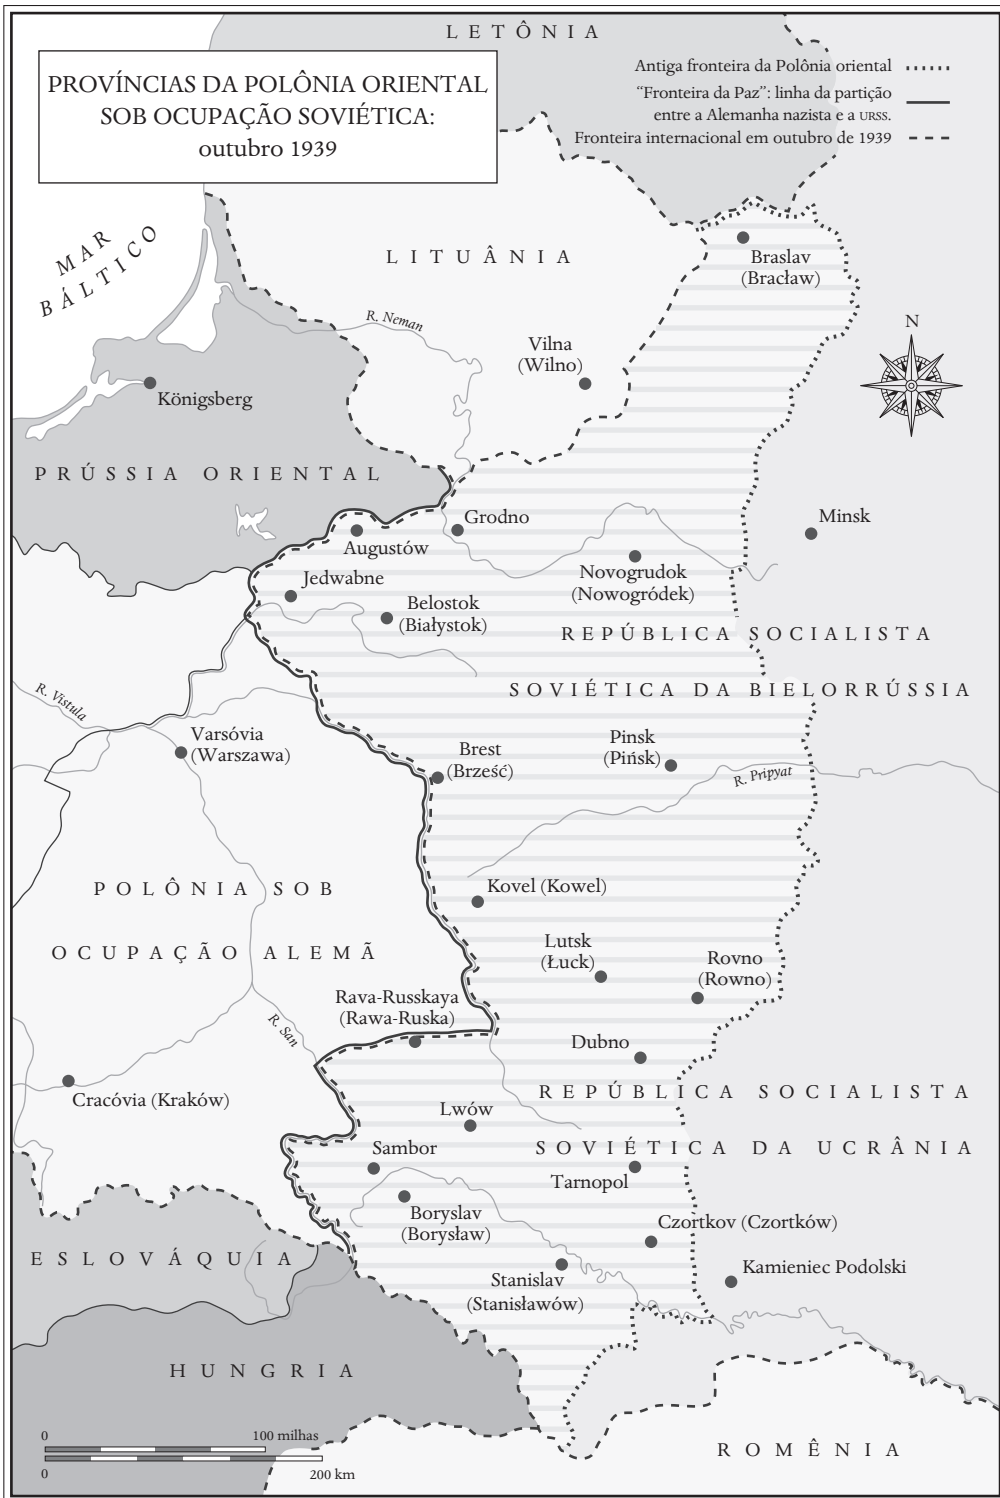 LETÔNIA
PROVÍNCIAS DA POLÔNIA ORIENTAL
SOB OCUPAÇÃO SOVIÉTICA:
outubro 1939
Antiga fronteira da Polônia oriental
“Fronteira da Paz”: linha da partição
entre a Alemanha nazista e a URSS.
Fronteira internacional em outubro de 1939
MAR
BÁLTICO
LITUÂNIA
Braslav
(Bracław)
N
R. Neman
Vilna
(Wilno)
Königsberg
PRÚSSIA ORIENTAL
Grodno
Minsk
Augustów
Jedwabne
Novogrudok
(Nowogródek)
Belostok
(Białystok)
REPÚBLICA SOCIALISTA
SOVIÉTICA DA BIELORRÚSSIA
R. Vístula
Varsóvia
(Warszawa)
Brest
(Brześć)
Pinsk
(Pińsk)
R. Pripyat
POLÔNIA SOB
OCUPAÇÃO ALEMÃ
Kovel (Kowel)
Lutsk
(Łuck)
Rovno
(Rowno)
Rava-Russkaya
(Rawa-Ruska)
R. San
Dubno
Cracóvia (Kraków)
REPÚBLICA SOCIALISTA
SOVIÉTICA DA UCRÂNIA
Lwów
Sambor
Tarnopol
Boryslav
(Borysław)
Czortkov (Czortków)
ESLOVÁQUIA
Stanislav
(Stanisławów)
Kamieniec Podolski
HUNGRIA
ROMÊNIA
0 100 milhas
0 200 km